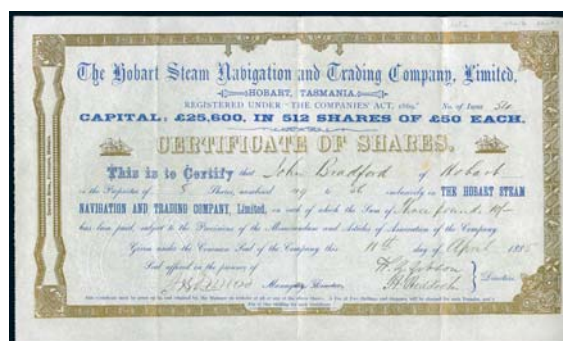 The Hobart Steam Navigation and Trading Company, Limited,
HOBART, TASMANIA.
REGISTERED UNDER "THE COMPANIES' ACT, 1869." No. of Issue
CAPITAL: £25,600, IN 512 SHARES OF £50 EACH.
CERTIFICATE OF SHARES.
This is to Certify that John Bradford of Hobart
is the Proprietor of Shares, numbered to inclusively in THE HOBART STEAM
NAVIGATION AND TRADING COMPANY, Limited, on each of which the Sum of Three pounds
has been paid, subject to the Provisions of the Memorandum and Articles of Association of the Company.
Given under the Common Seal of the Company this day of April
Seal affixed in the presence of
Managing Director.
Directors.